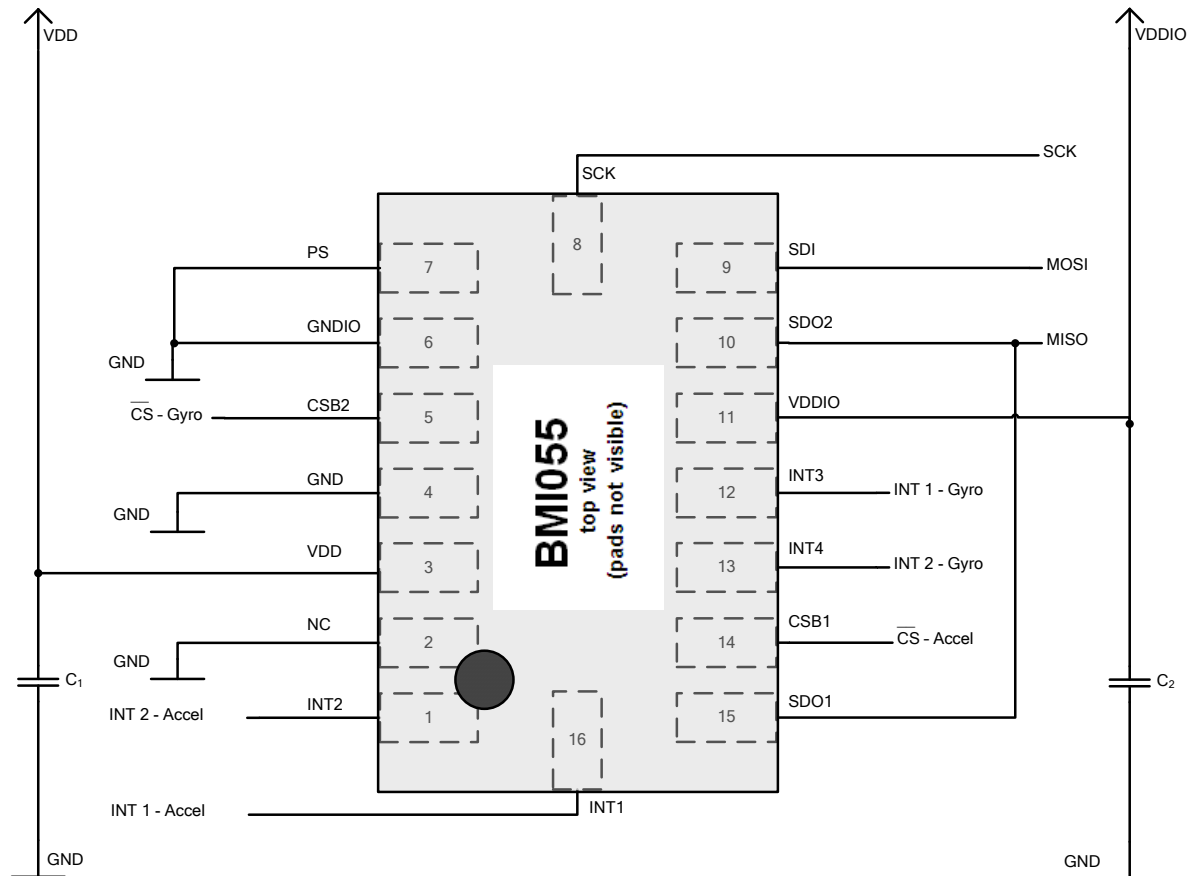 VDD
VDDIO
SCK
SCK
8
PS
7
9
SDI
MOSI
GNDIO
6
10
SDO2
MISO
GND
CS - Gyro
CSB2
5
11
VDDIO
GND
4
12
INT3
INT 1 - Gyro
GND
VDD
3
13
INT4
INT 2 - Gyro
BMI055
top view
(pads not visible)
NC
2
14
CSB1
CS - Accel
GND
C₁
C₂
INT 2 - Accel
INT2
1
15
SDO1
16
INT 1 - Accel
INT1
GND
GND